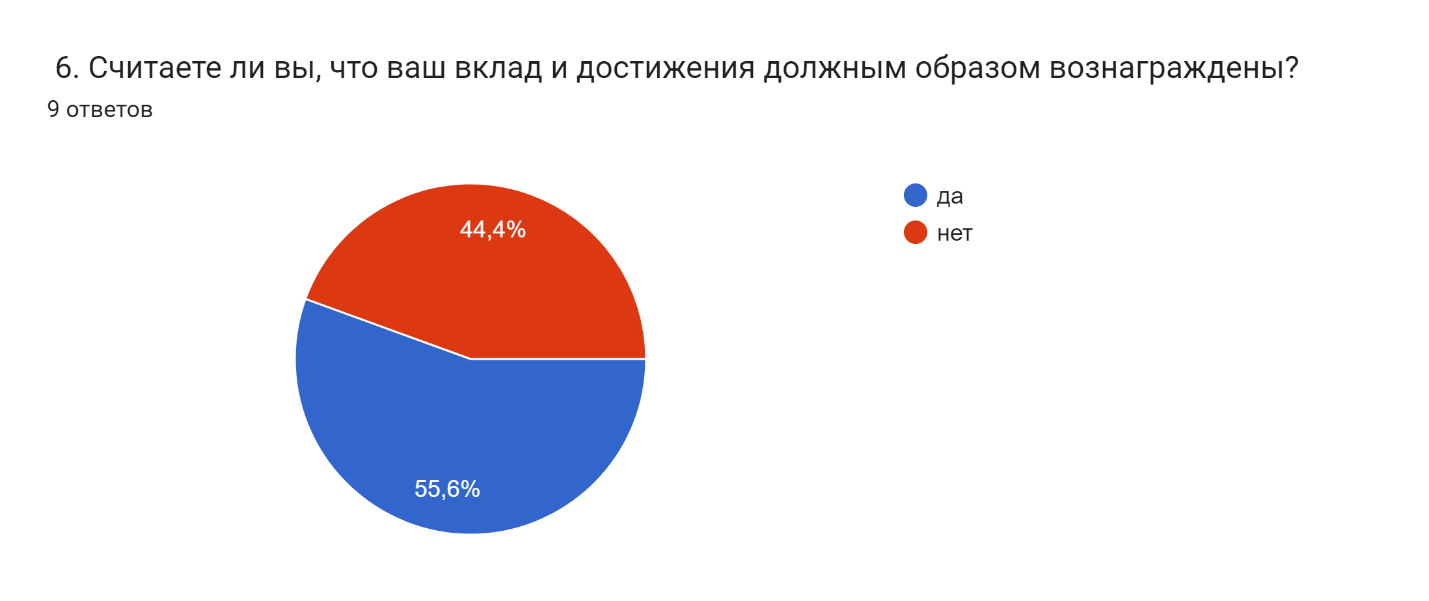 6. Считаете ли вы, что ваш вклад и достижения должным образом вознаграждены?
9 ответов
да
нет
44,4%
55,6%